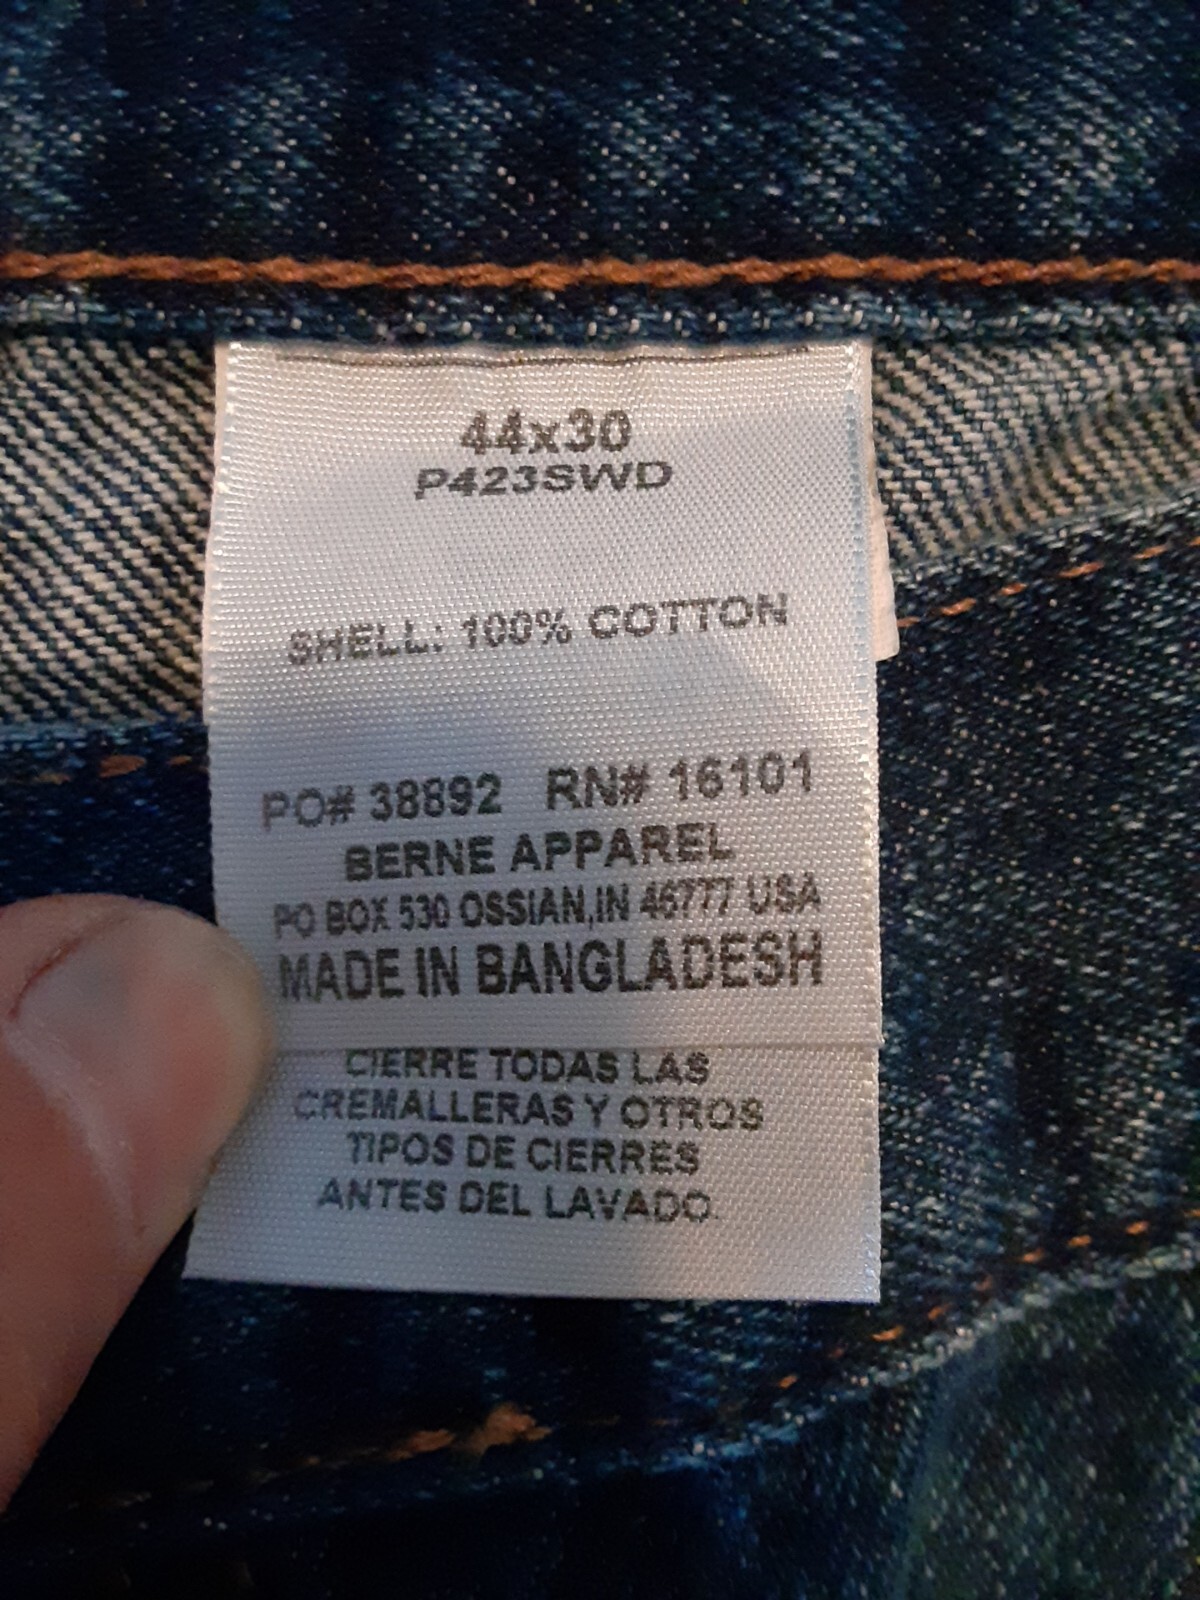 44x30
P423SWD
SHELL: 100% COTTON
PO# 38892 RN# 16101
BERNE APPAREL
PO BOX 530 OSSIAN,IN 46777 USA
MADE IN BANGLADESH
CIERRE TODAS LAS
CREMALLERAS Y OTROS
TIPOS DE CIERRES
ANTES DEL LAVADO.